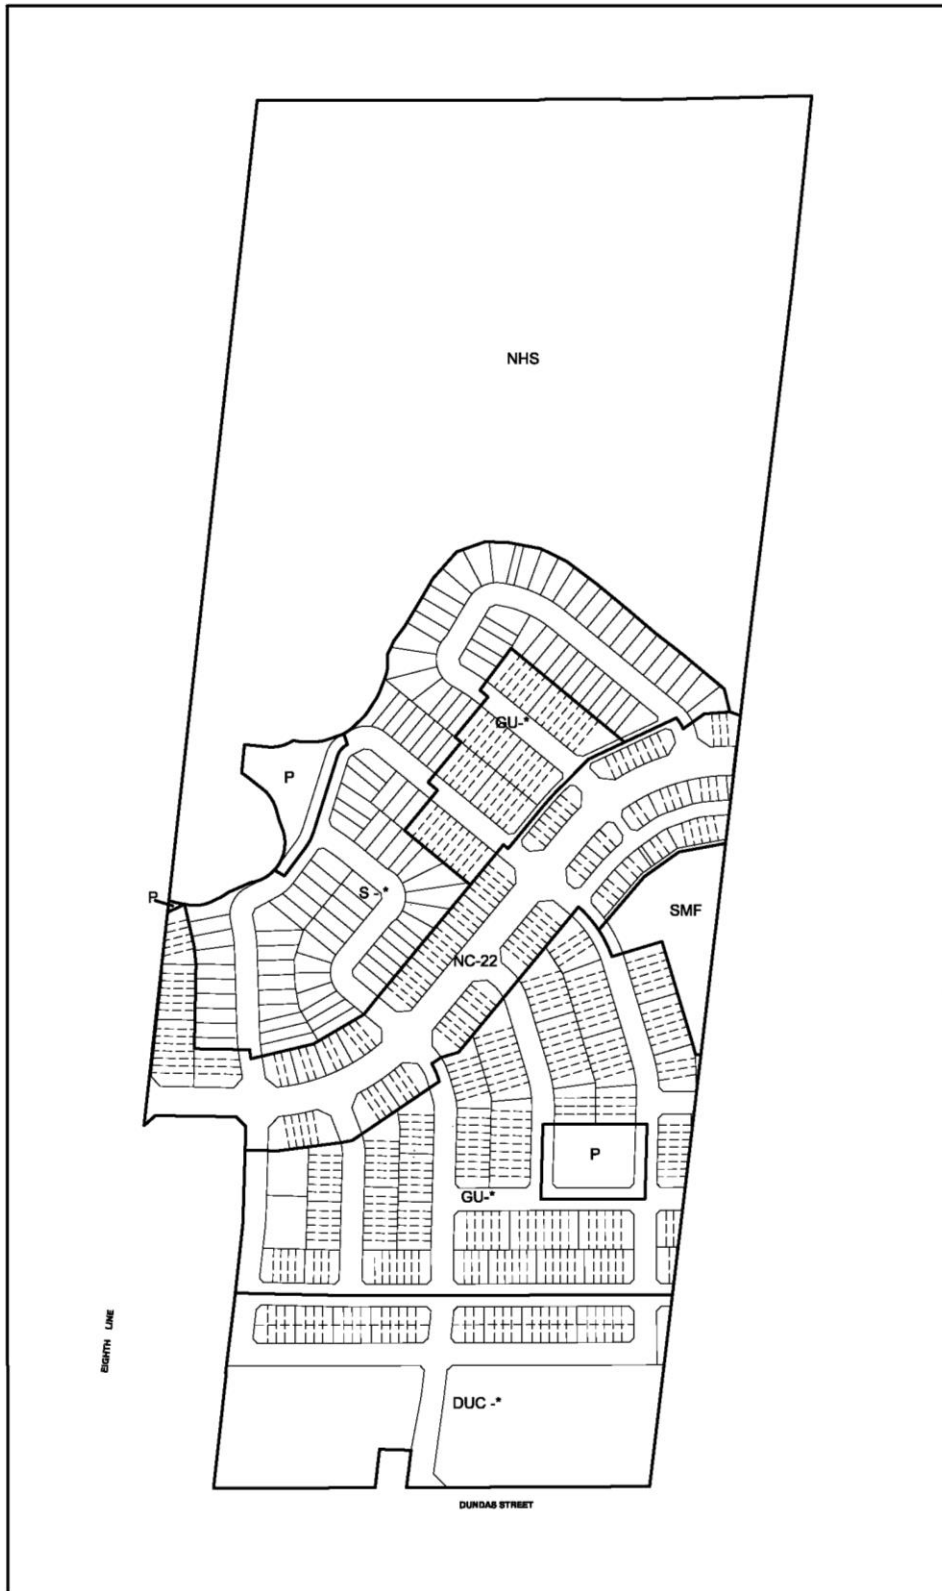 NHS
GU-*
P
S -*
P
SMF
NC-22
P
GU-*
EIGHTH LINE
DUC -*
DUNDAS STREET